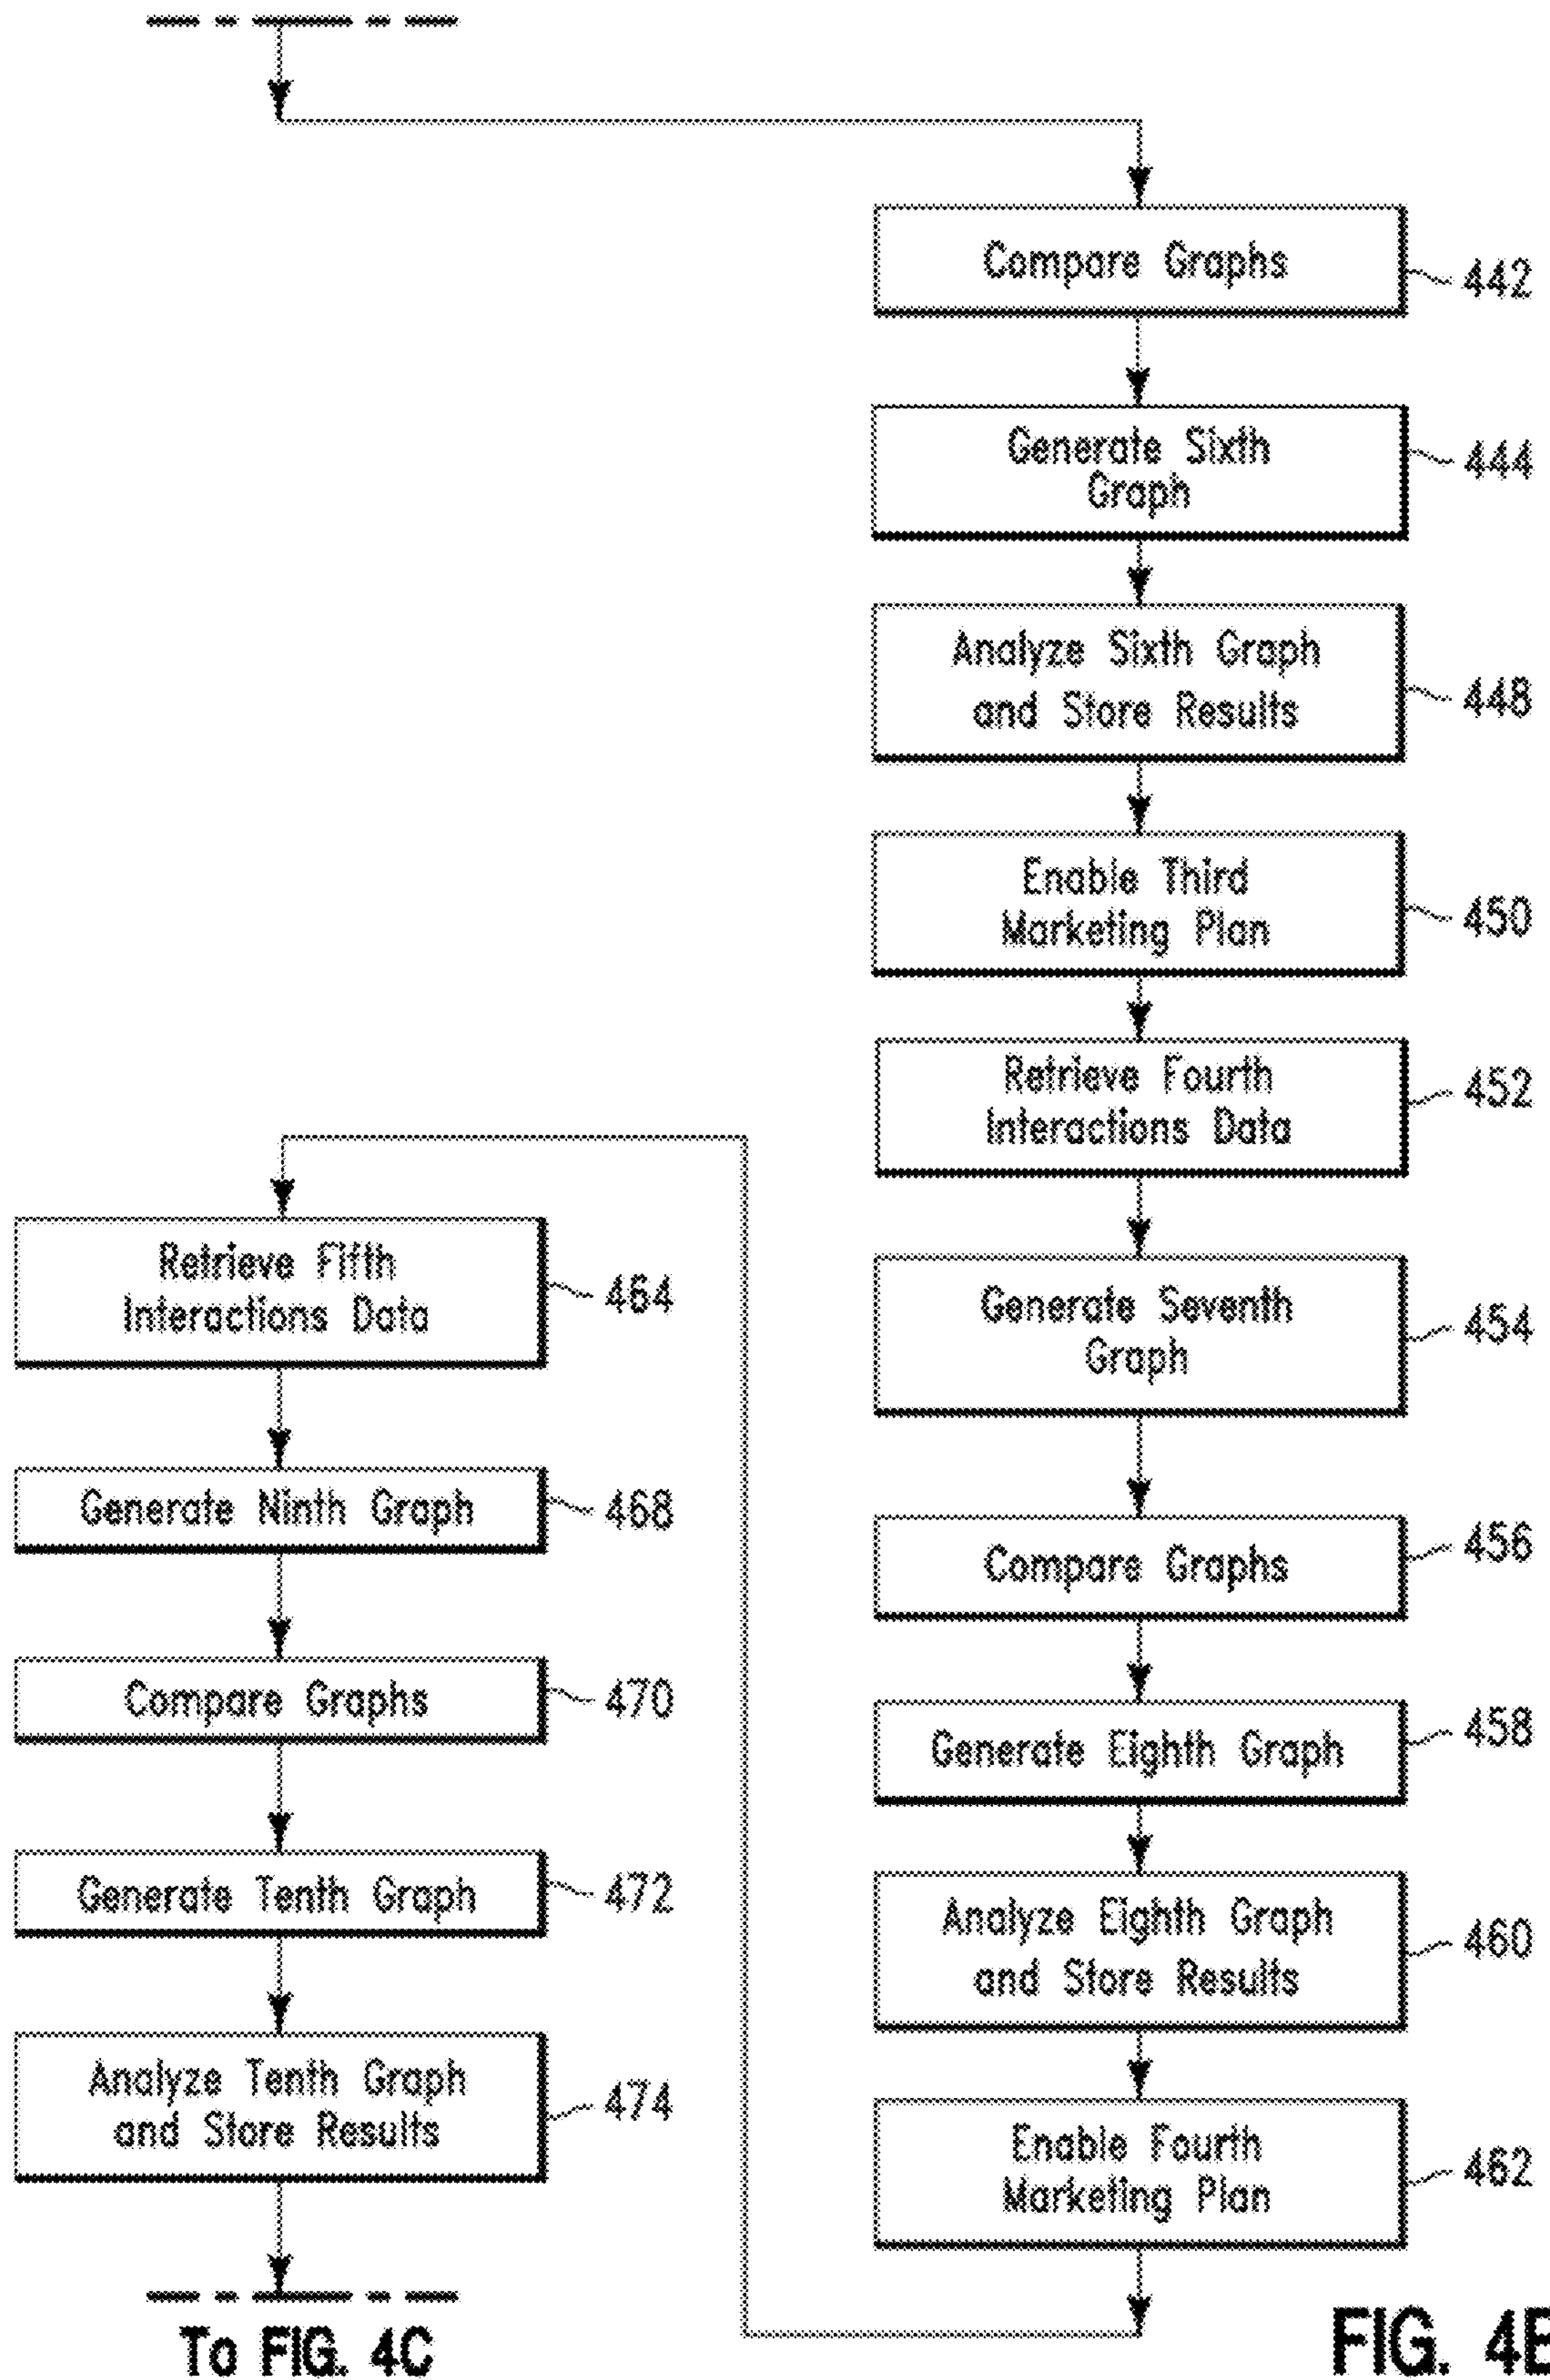 Compare Graphs
442
Generate Sixth
Graph
444
Analyze Sixth Graph
and Store Results
448
Enable Third
Marketing Plan
450
Retrieve Fourth
Interactions Data
452
Generate Seventh
Graph
454
Compare Graphs
456
Generate Eighth Graph
458
Analyze Eighth Graph
and Store Results
460
Enable Fourth
Marketing Plan
462
Retrieve Fifth
Interactions Data
464
Generate Ninth Graph
468
Compare Graphs
470
Generate Tenth Graph
472
Analyze Tenth Graph
and Store Results
474
To FIG. 4C
FIG. 4B